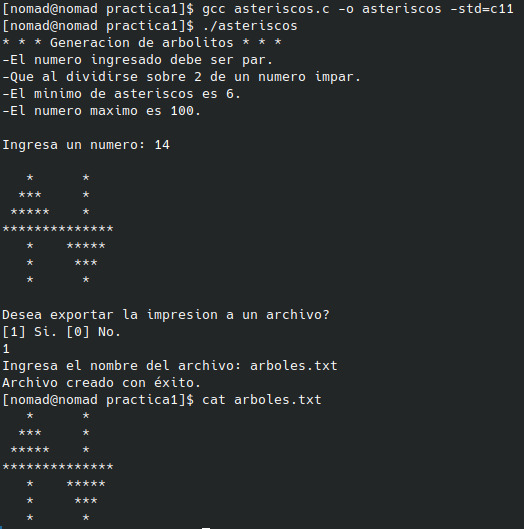 [nomad@nomad practica1]$ gcc asteriscos.c -o asteriscos -std=c11
[nomad@nomad practica1]$ ./asteriscos
* * * Generacion de arbolitos * * *
-El numero ingresado debe ser par.
-Que al dividirse sobre 2 de un numero impar.
-El minimo de asteriscos es 6.
-El numero maximo es 100.

Ingresa un numero: 14

   *      *
  ***     *
 *****    *
**************
   *    *****
   *     ***
   *      *

Desea exportar la impresion a un archivo?
[1] Si. [0] No.
1
Ingresa el nombre del archivo: arboles.txt
Archivo creado con éxito.
[nomad@nomad practica1]$ cat arboles.txt
   *      *
  ***     *
 *****    *
**************
   *    *****
   *     ***
   *      *